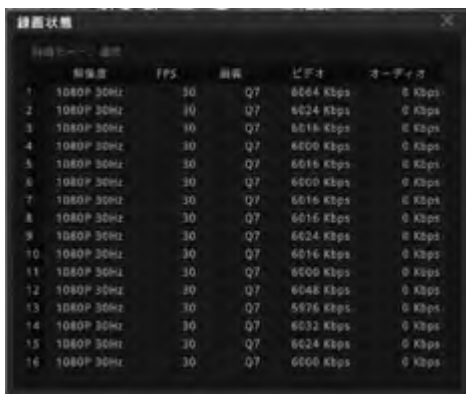 録画状態
解像度 FPS 画質 ビデオ オーディオ
1 1080P 30Hz 30 Q7 6064 Kbps 0 Kbps
2 1080P 30Hz 30 Q7 6024 Kbps 0 Kbps
3 1080P 30Hz 30 Q7 6016 Kbps 0 Kbps
4 1080P 30Hz 30 Q7 6000 Kbps 0 Kbps
5 1080P 30Hz 30 Q7 6016 Kbps 0 Kbps
6 1080P 30Hz 30 Q7 6000 Kbps 0 Kbps
7 1080P 30Hz 30 Q7 6016 Kbps 0 Kbps
8 1080P 30Hz 30 Q7 6016 Kbps 0 Kbps
9 1080P 30Hz 30 Q7 6024 Kbps 0 Kbps
10 1080P 30Hz 30 Q7 6016 Kbps 0 Kbps
11 1080P 30Hz 30 Q7 6000 Kbps 0 Kbps
12 1080P 30Hz 30 Q7 6048 Kbps 0 Kbps
13 1080P 30Hz 30 Q7 5976 Kbps 0 Kbps
14 1080P 30Hz 30 Q7 6032 Kbps 0 Kbps
15 1080P 30Hz 30 Q7 6024 Kbps 0 Kbps
16 1080P 30Hz 30 Q7 6000 Kbps 0 Kbps